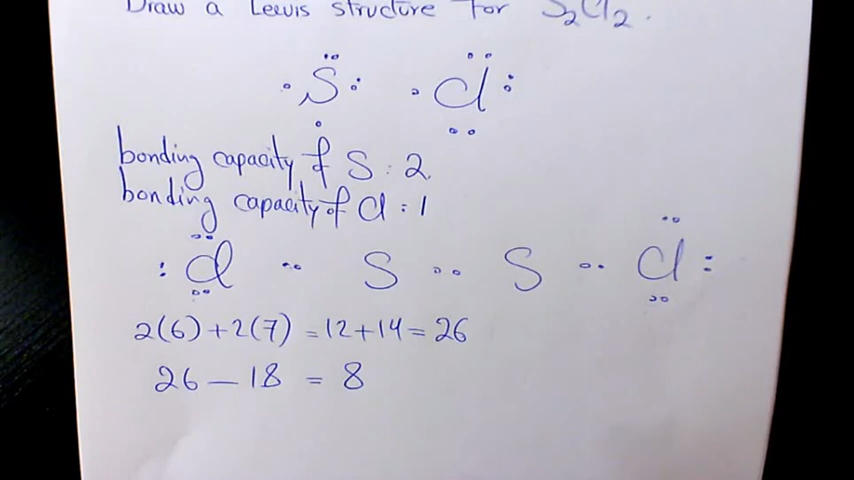 Draw a Lewis structure for S₂Cl₂.
S Cl
bonding capacity of S : 2
bonding capacity of Cl : 1
: Cl ·· S ·· S ·· Cl :
2(6) + 2(7) = 12 + 14 = 26
26 — 18 = 8